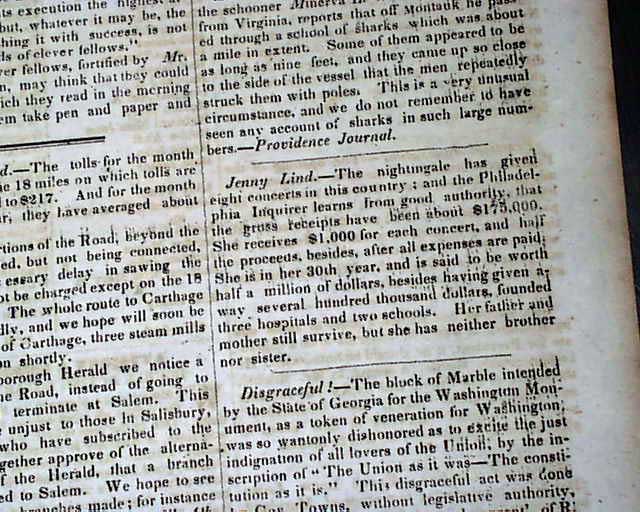 its execution the highest
but, whatever it may be, the
thing it with success, is not
ds of clever fellows."
ver fellows, fortified by Mr.
n, may think that they could
ich they read in the morning
em take pen and paper and
d.—The tolls for the month
e 18 miles on which tolls are
to $217. And for the month
ar, they have averaged about
rtions of the Road, beyond the
ed, but not being connected,
essary delay in sawing the
ot be charged except on the 18
The whole route to Carthage
dly, and we hope will soon be
of Carthage, three steam mills
on shortly.
borough Herald we notice a
he Road, instead of going to
terminate at Salem. This
unjust to those in Salisbury,
who have subscribed to the
gether approve of the alterna-
f the Herald, that a branch
ed to Salem. We hope to see
branches made; for instance
the schooner Minerva
from Virginia, reports that off Montauk he pass-
ed through a school of sharks which was about
a mile in extent. Some of them appeared to be
as long as nine feet, and they came up so close
to the side of the vessel that the men repeatedly
struck them with poles. This is a very unusual
circumstance, and we do not remember to have
seen any account of sharks in such large num-
bers.—Providence Journal.
Jenny Lind.—The nightingale has given
eight concerts in this country; and the Philadel-
phia Inquirer learns from good authority, that
the gross receipts have been about $175,000.
She receives $1,000 for each concert, and half
the proceeds, besides, after all expenses are paid.
She is in her 30th year, and is said to be worth
half a million of dollars, besides having given a-
way several hundred thousand dollars, founded
three hospitals and two schools. Her father and
mother still survive, but she has neither brother
nor sister.
Disgraceful!—The block of Marble intended
by the State of Georgia for the Washington Mon-
ument, as a token of veneration for Washington,
was so wantonly dishonored as to excite the just
indignation of all lovers of the Union, by the in-
scription of "The Union as it was—The consti-
tution as it is." This disgraceful act was done
by Gov. Towns, without legislative authority,